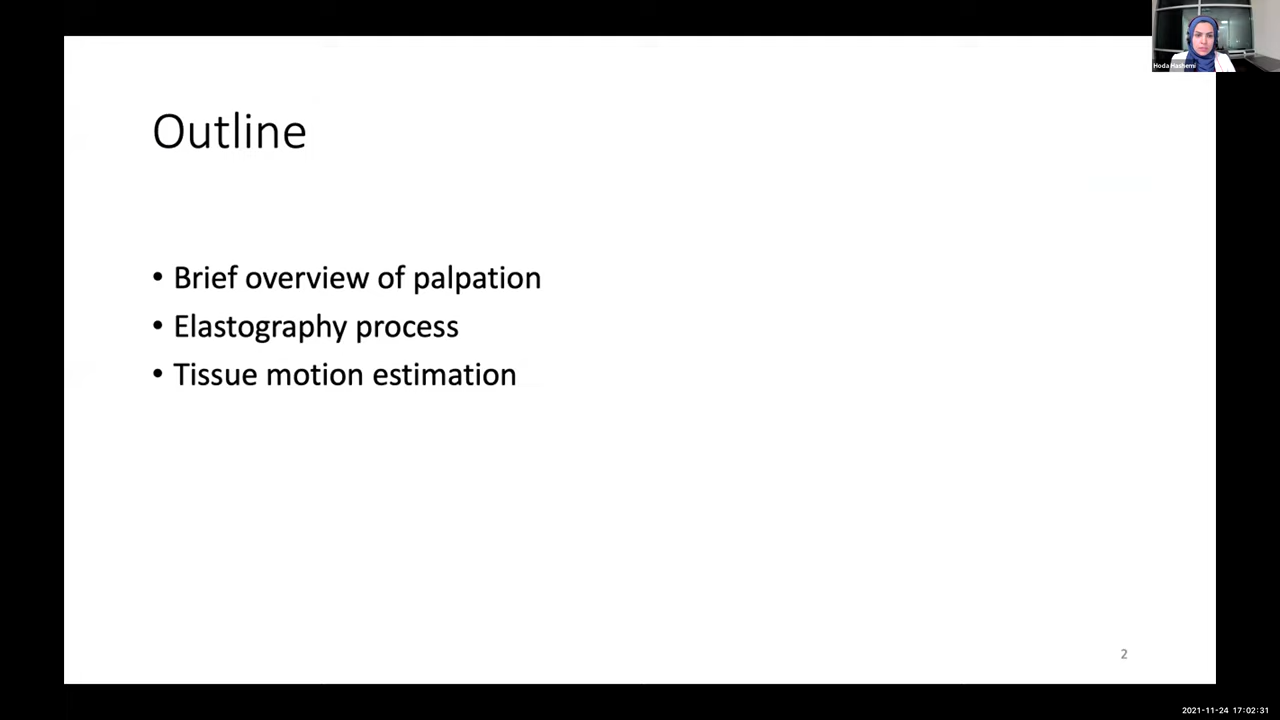 Hoda Hashemi
Outline
• Brief overview of palpation
• Elastography process
• Tissue motion estimation
2
2021-11-24 17:02:31